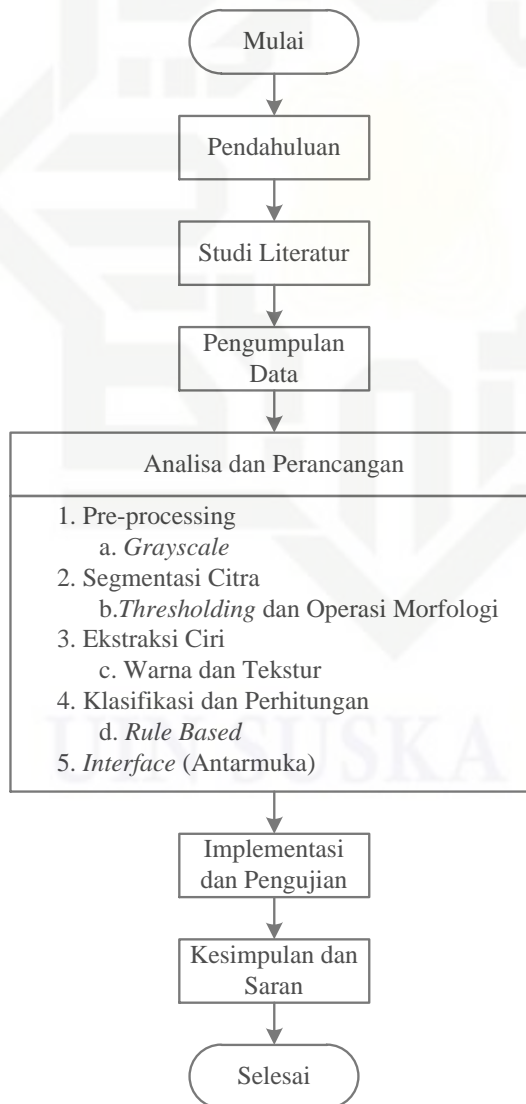 Mulai
Pendahuluan
Studi Literatur
Pengumpulan
Data
Analisa dan Perancangan
1. Pre-processing
a. Grayscale
2. Segmentasi Citra
b.Thresholding dan Operasi Morfologi
3. Ekstraksi Ciri
c. Warna dan Tekstur
4. Klasifikasi dan Perhitungan
d. Rule Based
5. Interface (Antarmuka)
UIN SUSKA
Implementasi
dan Pengujian
Kesimpulan dan
Saran
Selesai